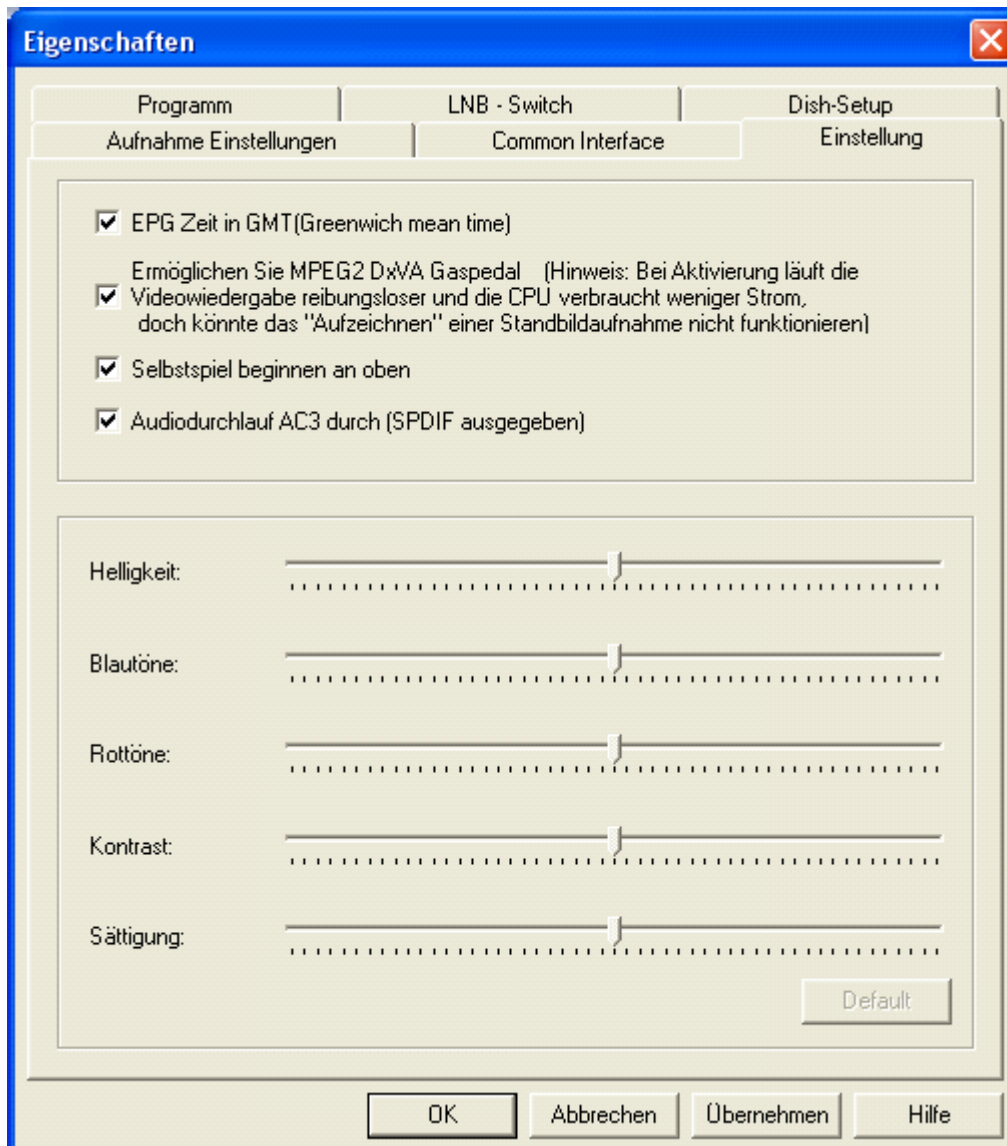 Eigenschaften
Programm
LNB - Switch
Dish-Setup
Aufnahme Einstellungen
Common Interface
Einstellung
EPG Zeit in GMT(Greenwich mean time)
Ermöglichen Sie MPEG2 DxVA Gaspedal (Hinweis: Bei Aktivierung läuft die
Videowiedergabe reibungsloser und die CPU verbraucht weniger Strom,
doch könnte das "Aufzeichnen" einer Standbildaufnahme nicht funktionieren)
Selbstspiel beginnen an oben
Audiodurchlauf AC3 durch (SPDIF ausgegeben)
Helligkeit:
Blautöne:
Rottöne:
Kontrast:
Sättigung:
Default
OK
Abbrechen
Übernehmen
Hilfe